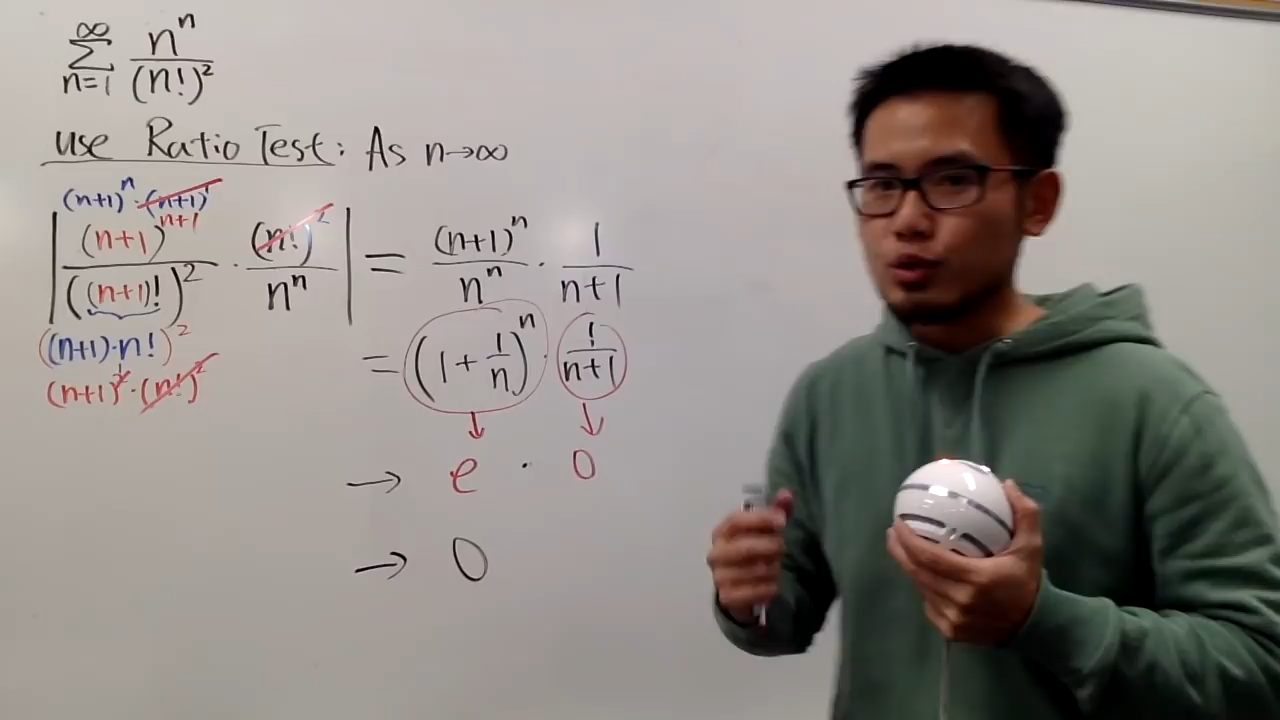 ∞∑n=1 n^n/(n!)^2
use Ratio Test: As n→∞
(n+1)^n · (n+1)^1
|(n+1)^(n+1)/((n+1)!)^2 · (n!)^2/n^n| = (n+1)^n/n^n · 1/(n+1)
((n+1)·n!)^2
= (1+1/n)^n · 1/(n+1)
(n+1)^2 · (n!)^2
↓ ↓
→ e · 0
→ 0